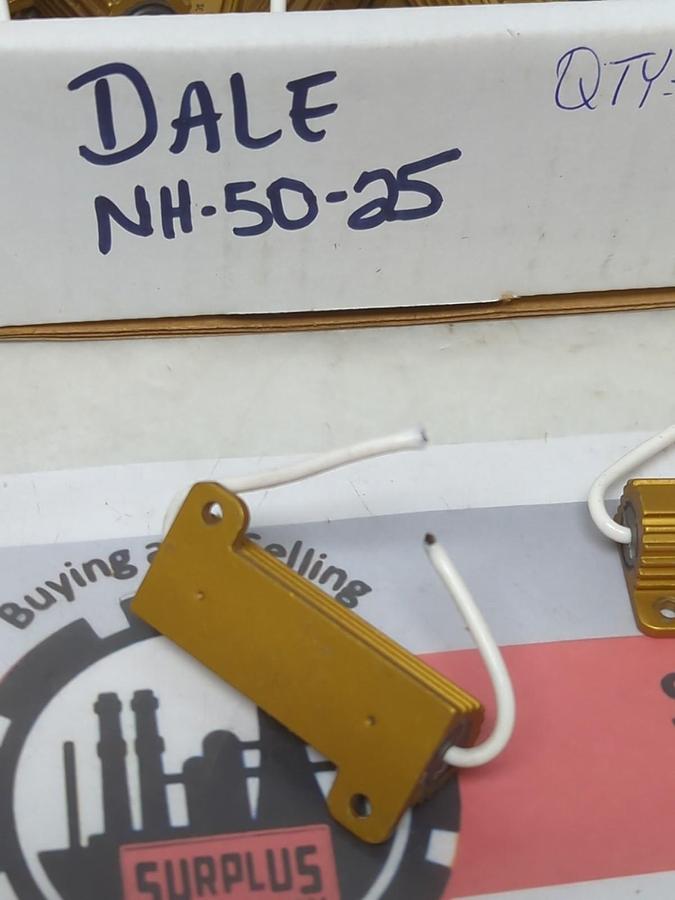 DALE
QTY-
NH-50-25
Buying a Selling
SURPLUS